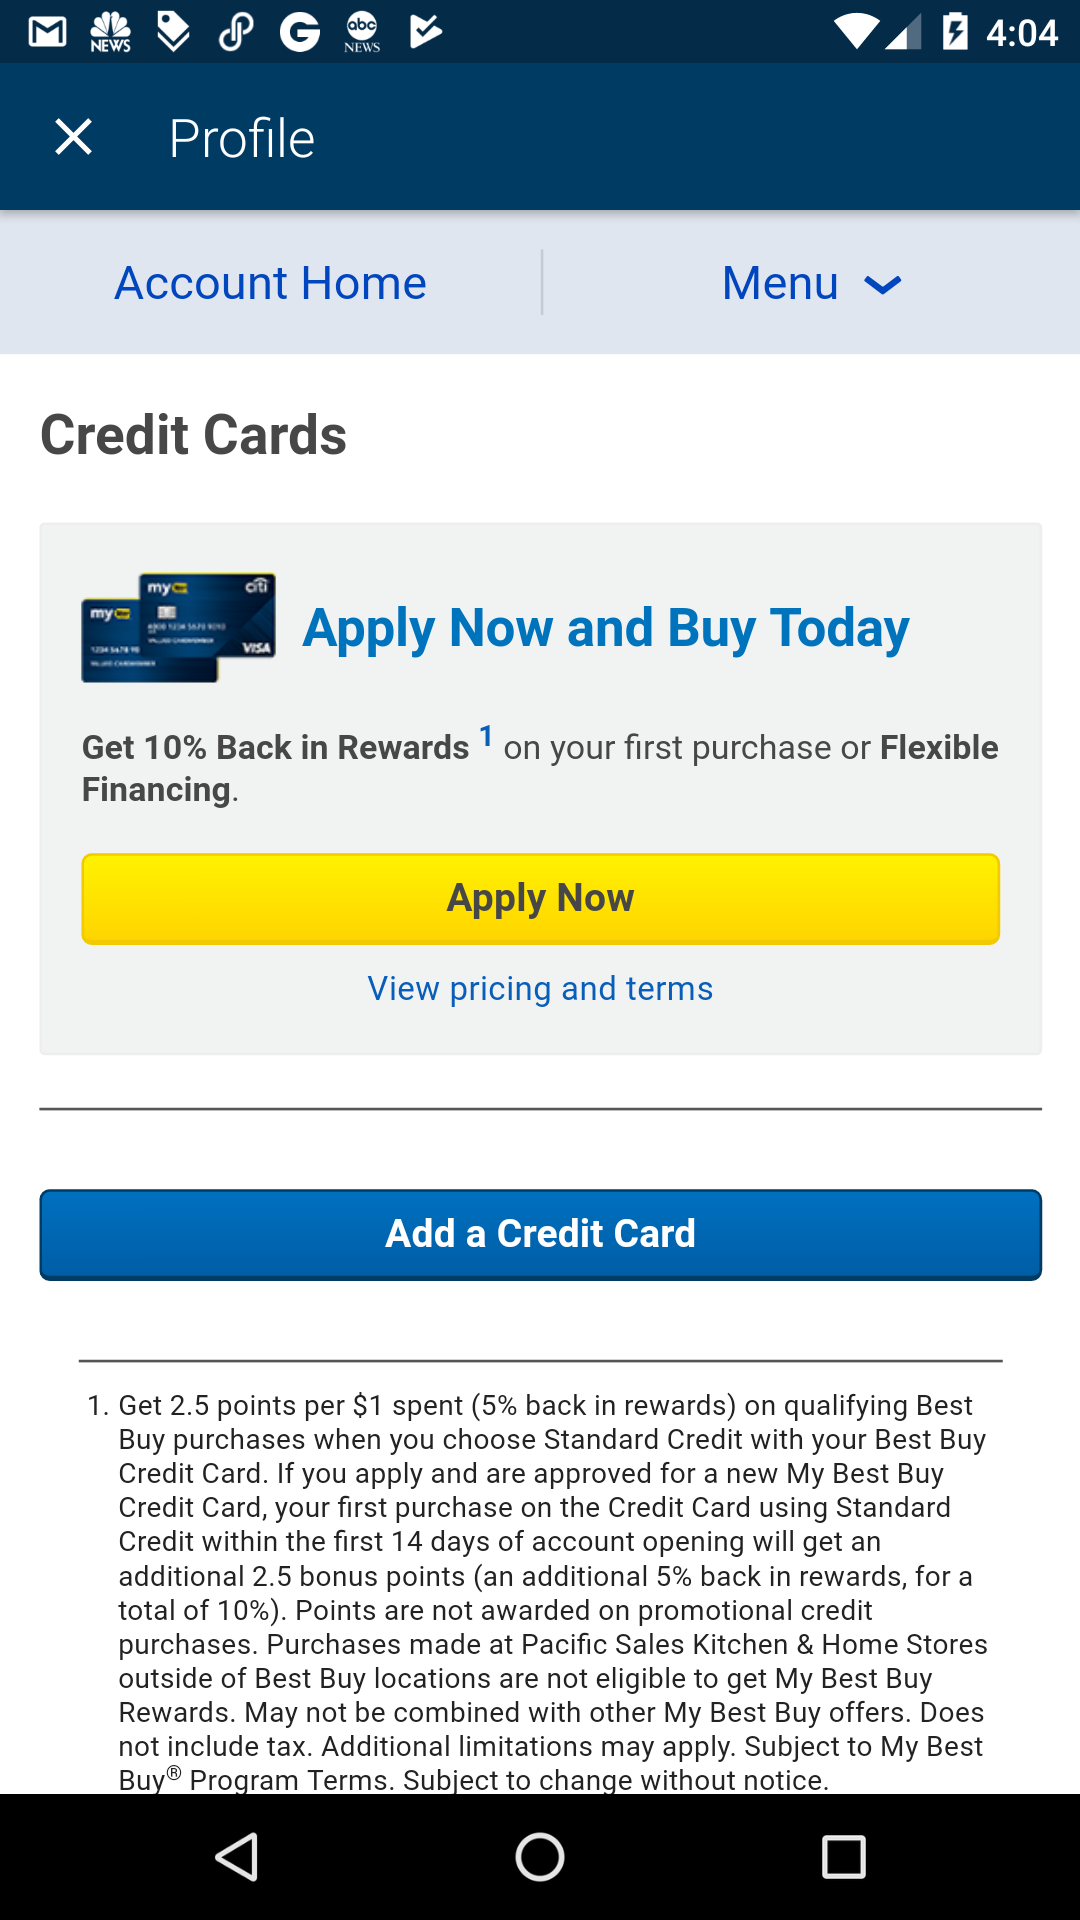 NEWS abc NEWS 4:04
Profile
Account Home Menu
Credit Cards
my citi
my
VISA
Apply Now and Buy Today
Get 10% Back in Rewards 1 on your first purchase or Flexible
Financing.
Apply Now
View pricing and terms
Add a Credit Card
1. Get 2.5 points per $1 spent (5% back in rewards) on qualifying Best
Buy purchases when you choose Standard Credit with your Best Buy
Credit Card. If you apply and are approved for a new My Best Buy
Credit Card, your first purchase on the Credit Card using Standard
Credit within the first 14 days of account opening will get an
additional 2.5 bonus points (an additional 5% back in rewards, for a
total of 10%). Points are not awarded on promotional credit
purchases. Purchases made at Pacific Sales Kitchen & Home Stores
outside of Best Buy locations are not eligible to get My Best Buy
Rewards. May not be combined with other My Best Buy offers. Does
not include tax. Additional limitations may apply. Subject to My Best
Buy® Program Terms. Subject to change without notice.